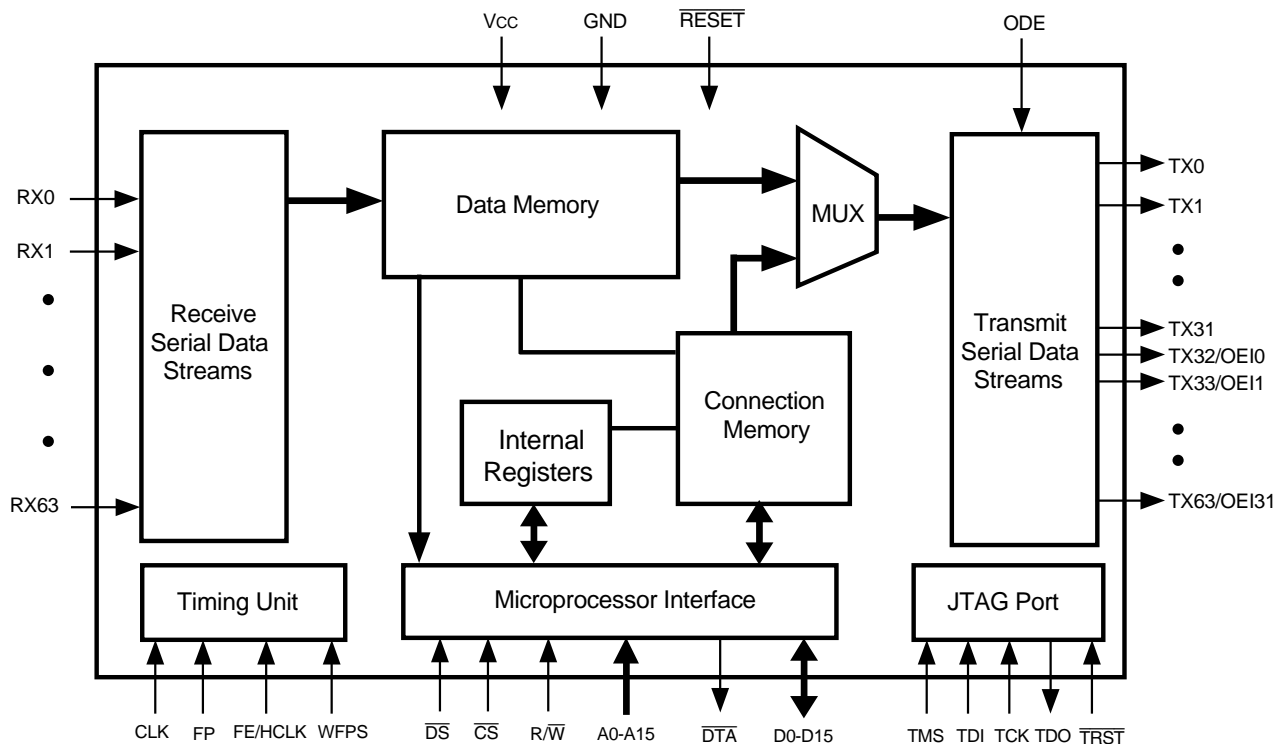 Vcc GND RESET ODE
RX0
RX1
RX63
Receive
Serial Data
Streams
Data Memory
MUX
Internal
Registers
Connection
Memory
Transmit
Serial Data
Streams
TX0
TX1
TX31
TX32/OEI0
TX33/OEI1
TX63/OEI31
Timing Unit
Microprocessor Interface
JTAG Port
CLK FP FE/HCLK WFPS DS CS R/W A0-A15 DTA D0-D15 TMS TDI TCK TDO TRST